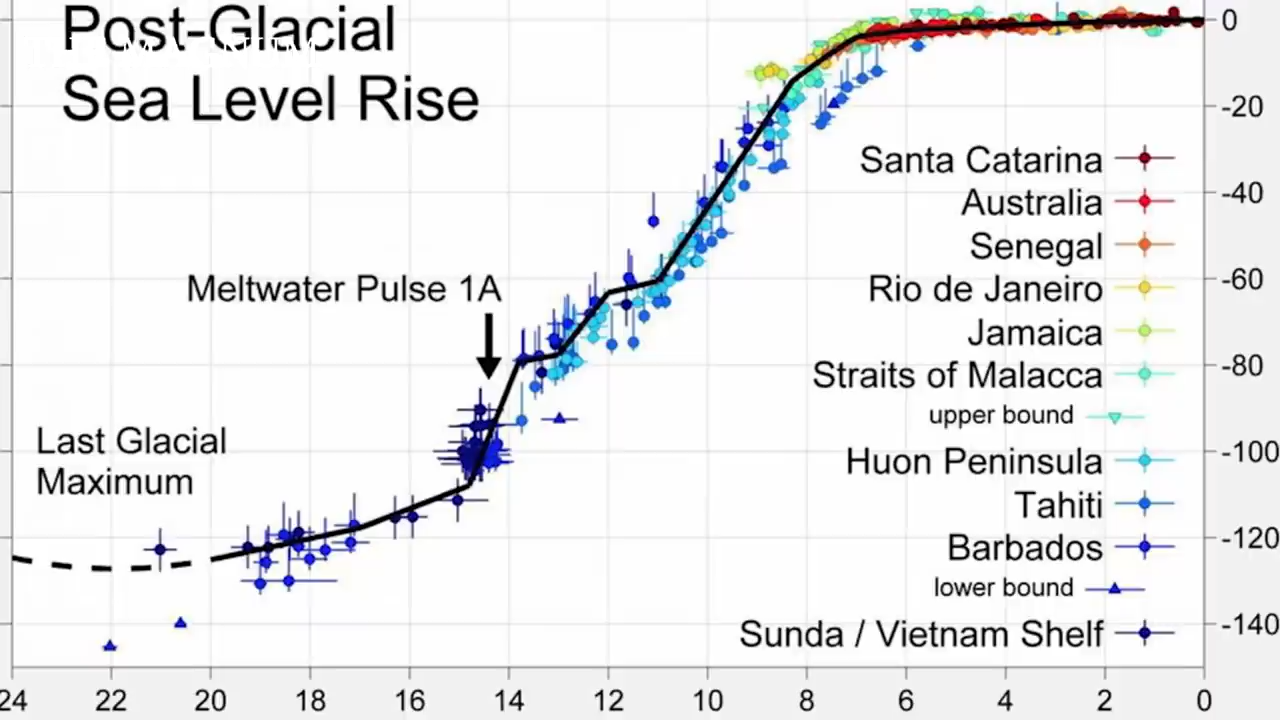 Post-Glacial
Sea Level Rise
0
-20
Santa Catarina
Australia
-40
Senegal
Meltwater Pulse 1A
Rio de Janeiro
-60
Jamaica
Straits of Malacca
-80
upper bound
Last Glacial
Maximum
-100
Huon Peninsula
Tahiti
-120
Barbados
lower bound
Sunda / Vietnam Shelf
-140
24 22 20 18 16 14 12 10 8 6 4 2 0